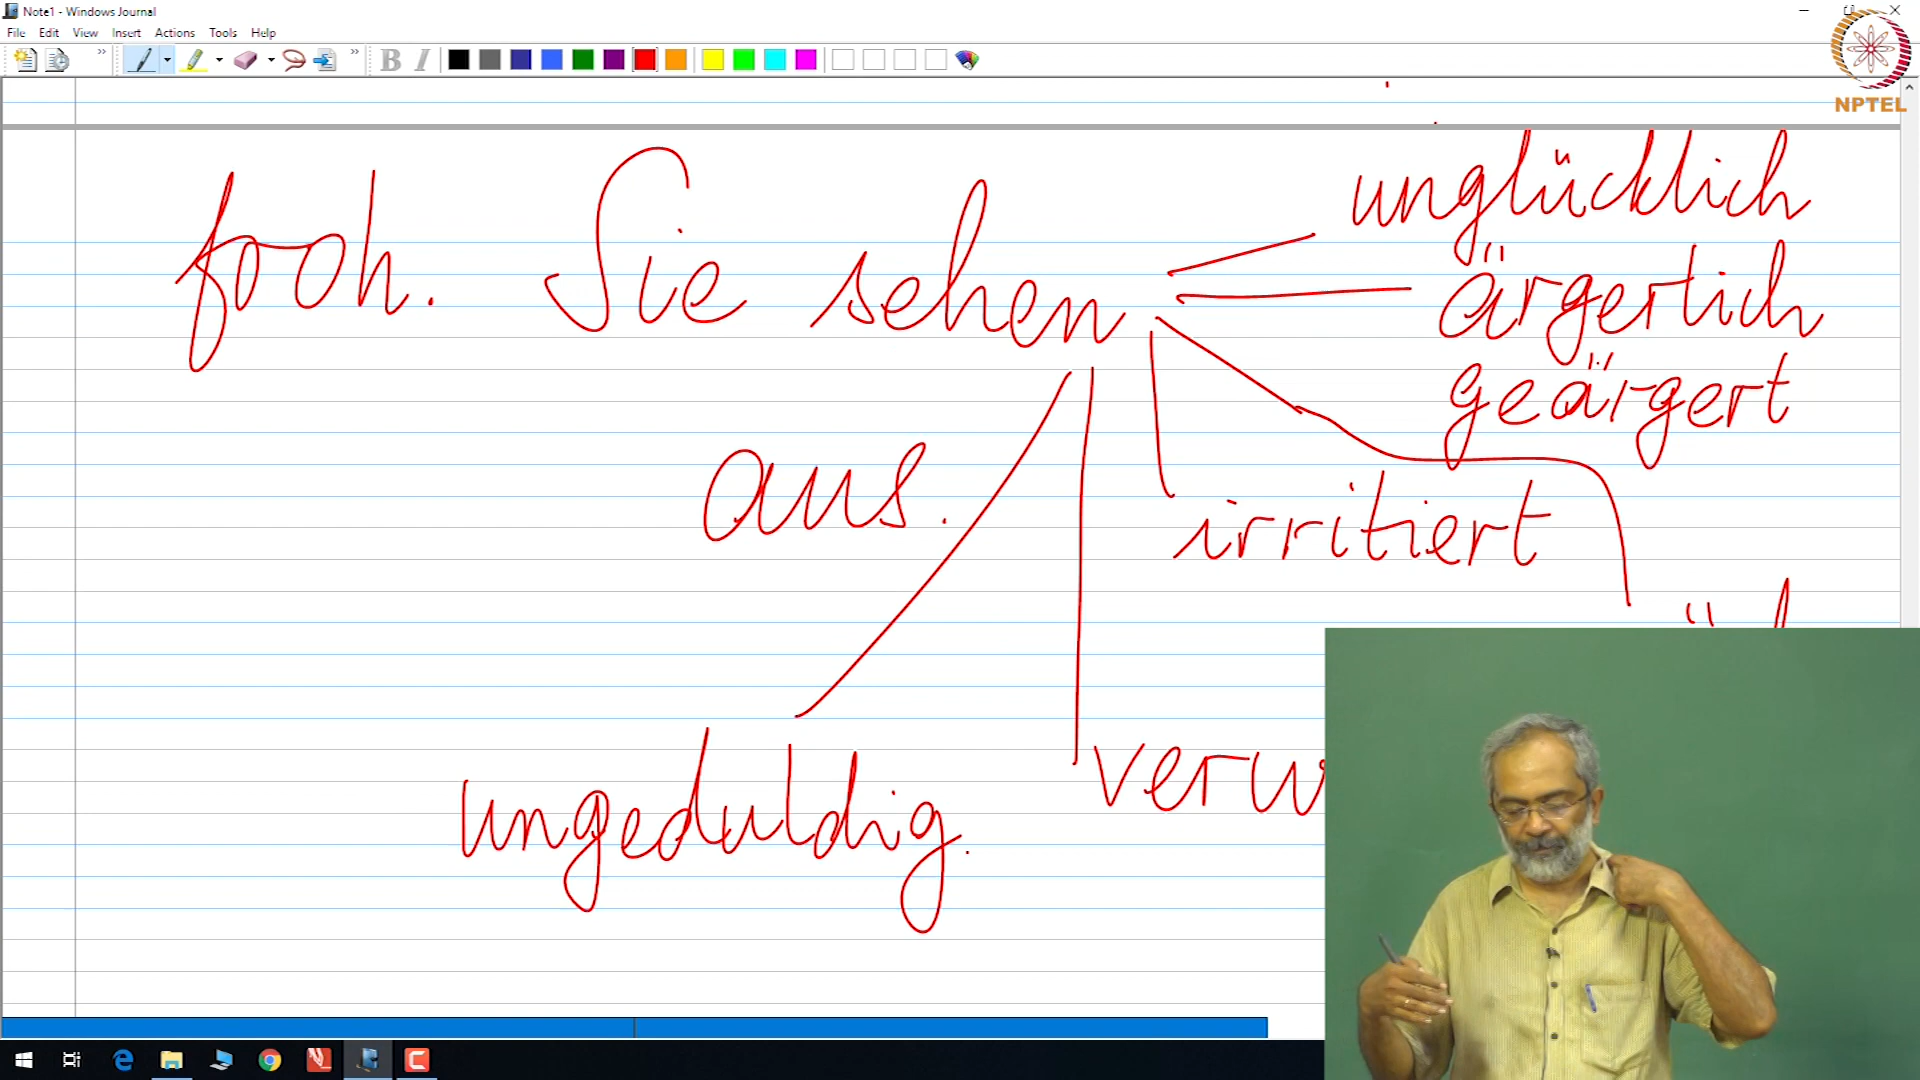 Note1 - Windows Journal
File Edit View Insert Actions Tools Help
B I
NPTEL
froh. Sie sehen
unglücklich
ärgerlich
geärgert
aus.
irritiert
ungeduldig.
verw